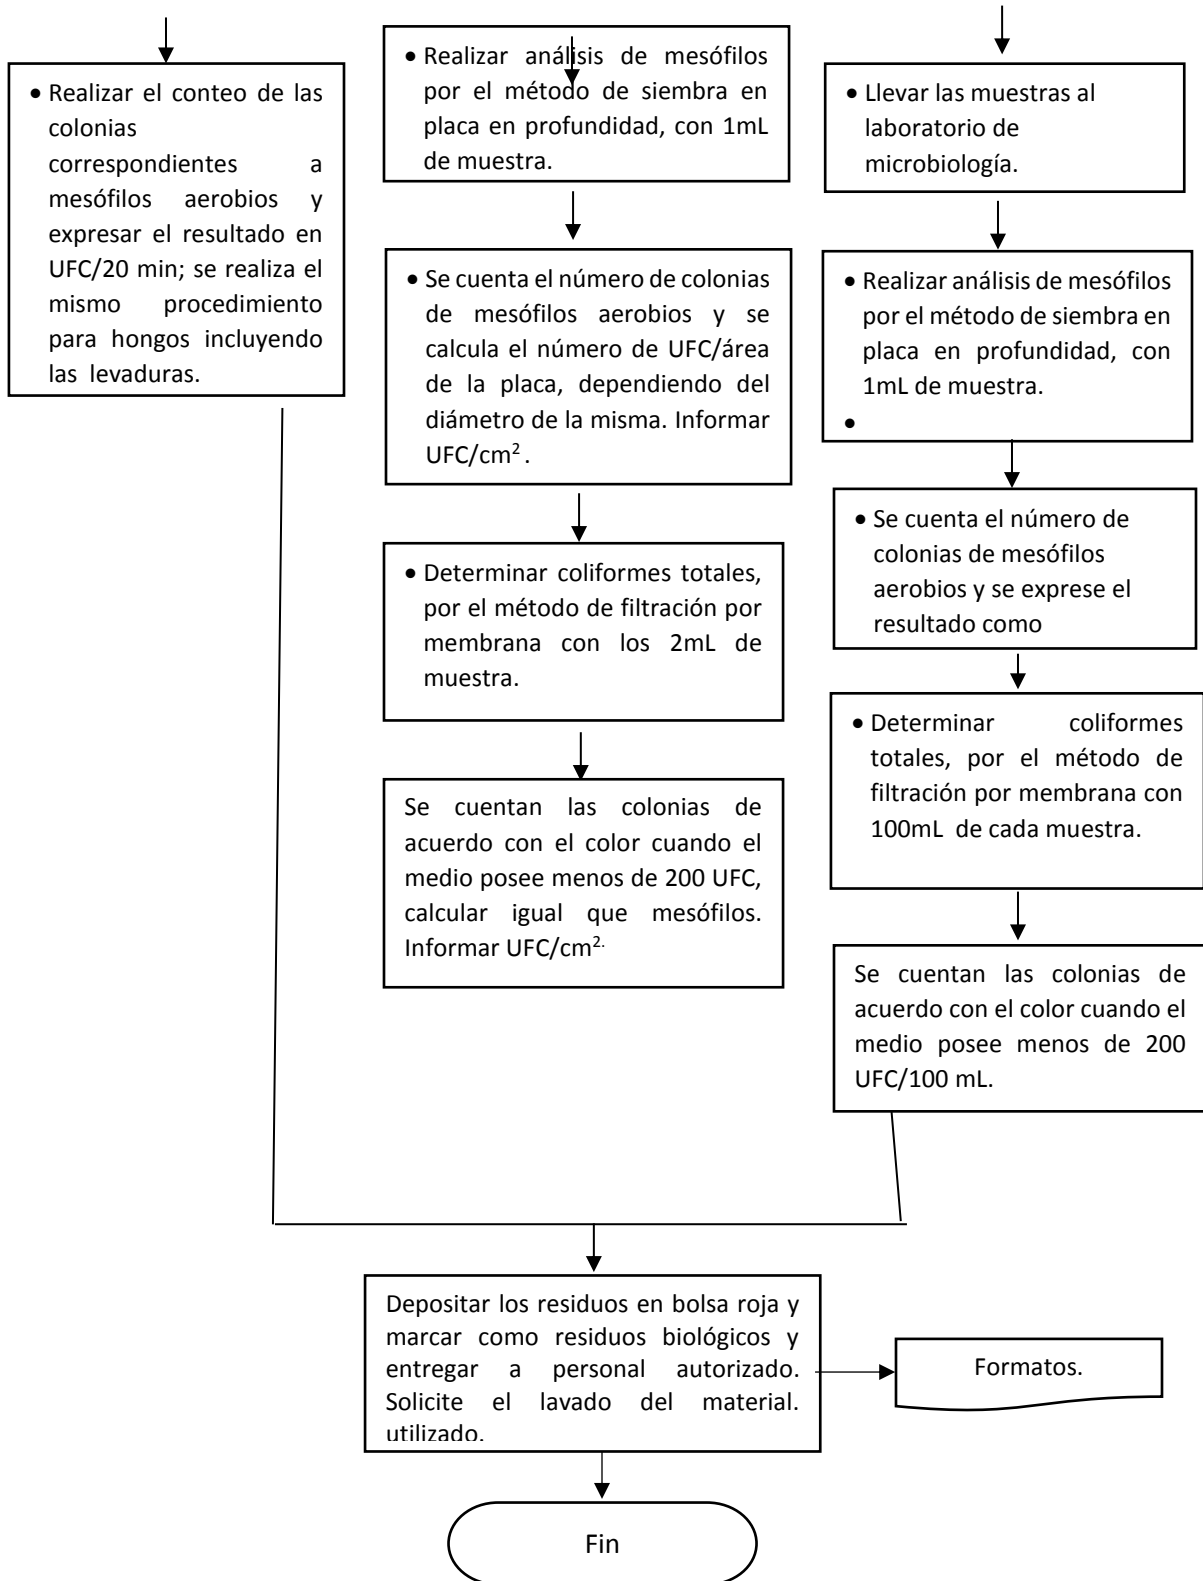 • Realizar el conteo de las
colonias
correspondientes a
mesófilos aerobios y
expresar el resultado en
UFC/20 min; se realiza el
mismo procedimiento
para hongos incluyendo
las levaduras.
• Realizar análisis de mesófilos
por el método de siembra en
placa en profundidad, con 1mL
de muestra.
• Se cuenta el número de colonias
de mesófilos aerobios y se
calcula el número de UFC/área
de la placa, dependiendo del
diámetro de la misma. Informar
UFC/cm².
• Determinar coliformes totales,
por el método de filtración por
membrana con los 2mL de
muestra.
Se cuentan las colonias de
acuerdo con el color cuando el
medio posee menos de 200 UFC,
calcular igual que mesófilos.
Informar UFC/cm².
• Llevar las muestras al
laboratorio de
microbiología.
• Realizar análisis de mesófilos
por el método de siembra en
placa en profundidad, con
1mL de muestra.
•
• Se cuenta el número de
colonias de mesófilos
aerobios y se exprese el
resultado como
• Determinar coliformes
totales, por el método de
filtración por membrana con
100mL de cada muestra.
Se cuentan las colonias de
acuerdo con el color cuando el
medio posee menos de 200
UFC/100 mL.
Depositar los residuos en bolsa roja y
marcar como residuos biológicos y
entregar a personal autorizado.
Solicite el lavado del material.
utilizado.
Formatos.
Fin